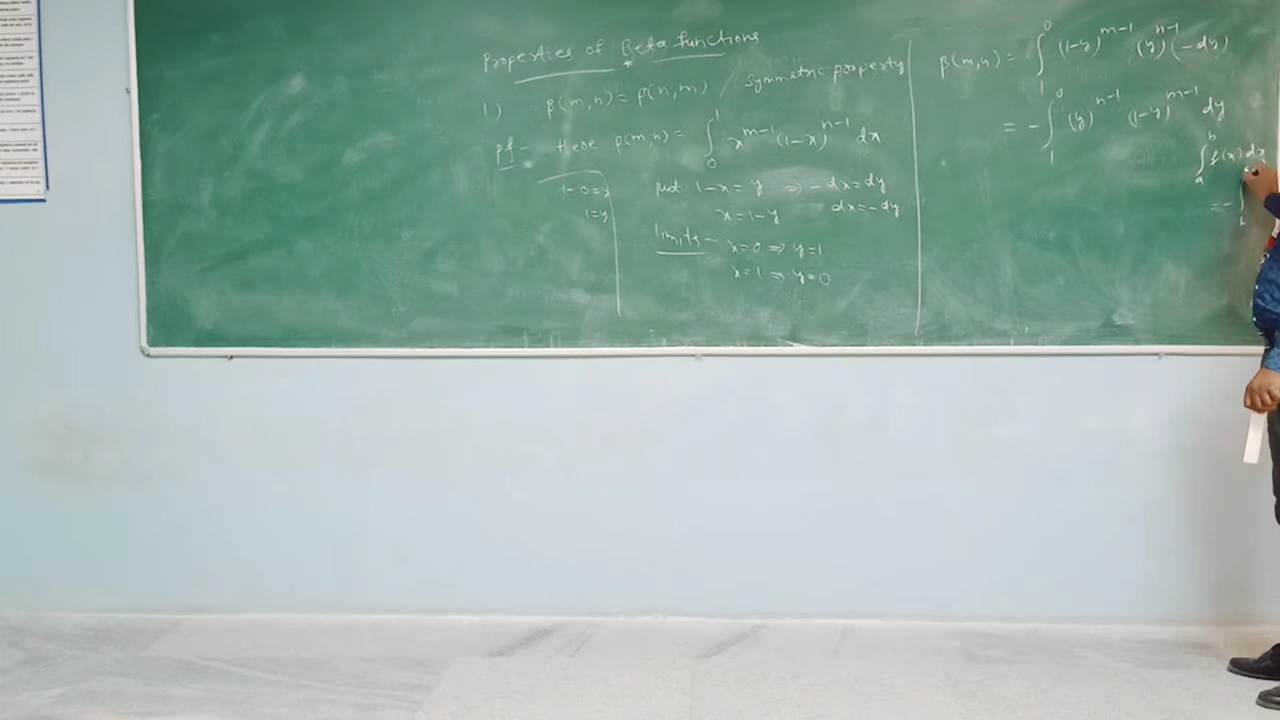 Properties of Beta functions
1) β(m,n) = β(n,m) / Symmetric property
Pf - Here β(m,n) = ∫₀¹ x^{m-1} (1-x)^{n-1} dx
1-0=y
1=y
put 1-x = y ⇒ -dx = dy
x = 1-y dx = -dy
limits - x=0 ⇒ y=1
x=1 ⇒ y=0
β(m,n) = ∫₁⁰ (1-y)^{m-1} (y)^{n-1} (-dy)
= - ∫₁⁰ (y)^{n-1} (1-y)^{m-1} dy
∫ₐᵇ f(x) dx
= - ∫